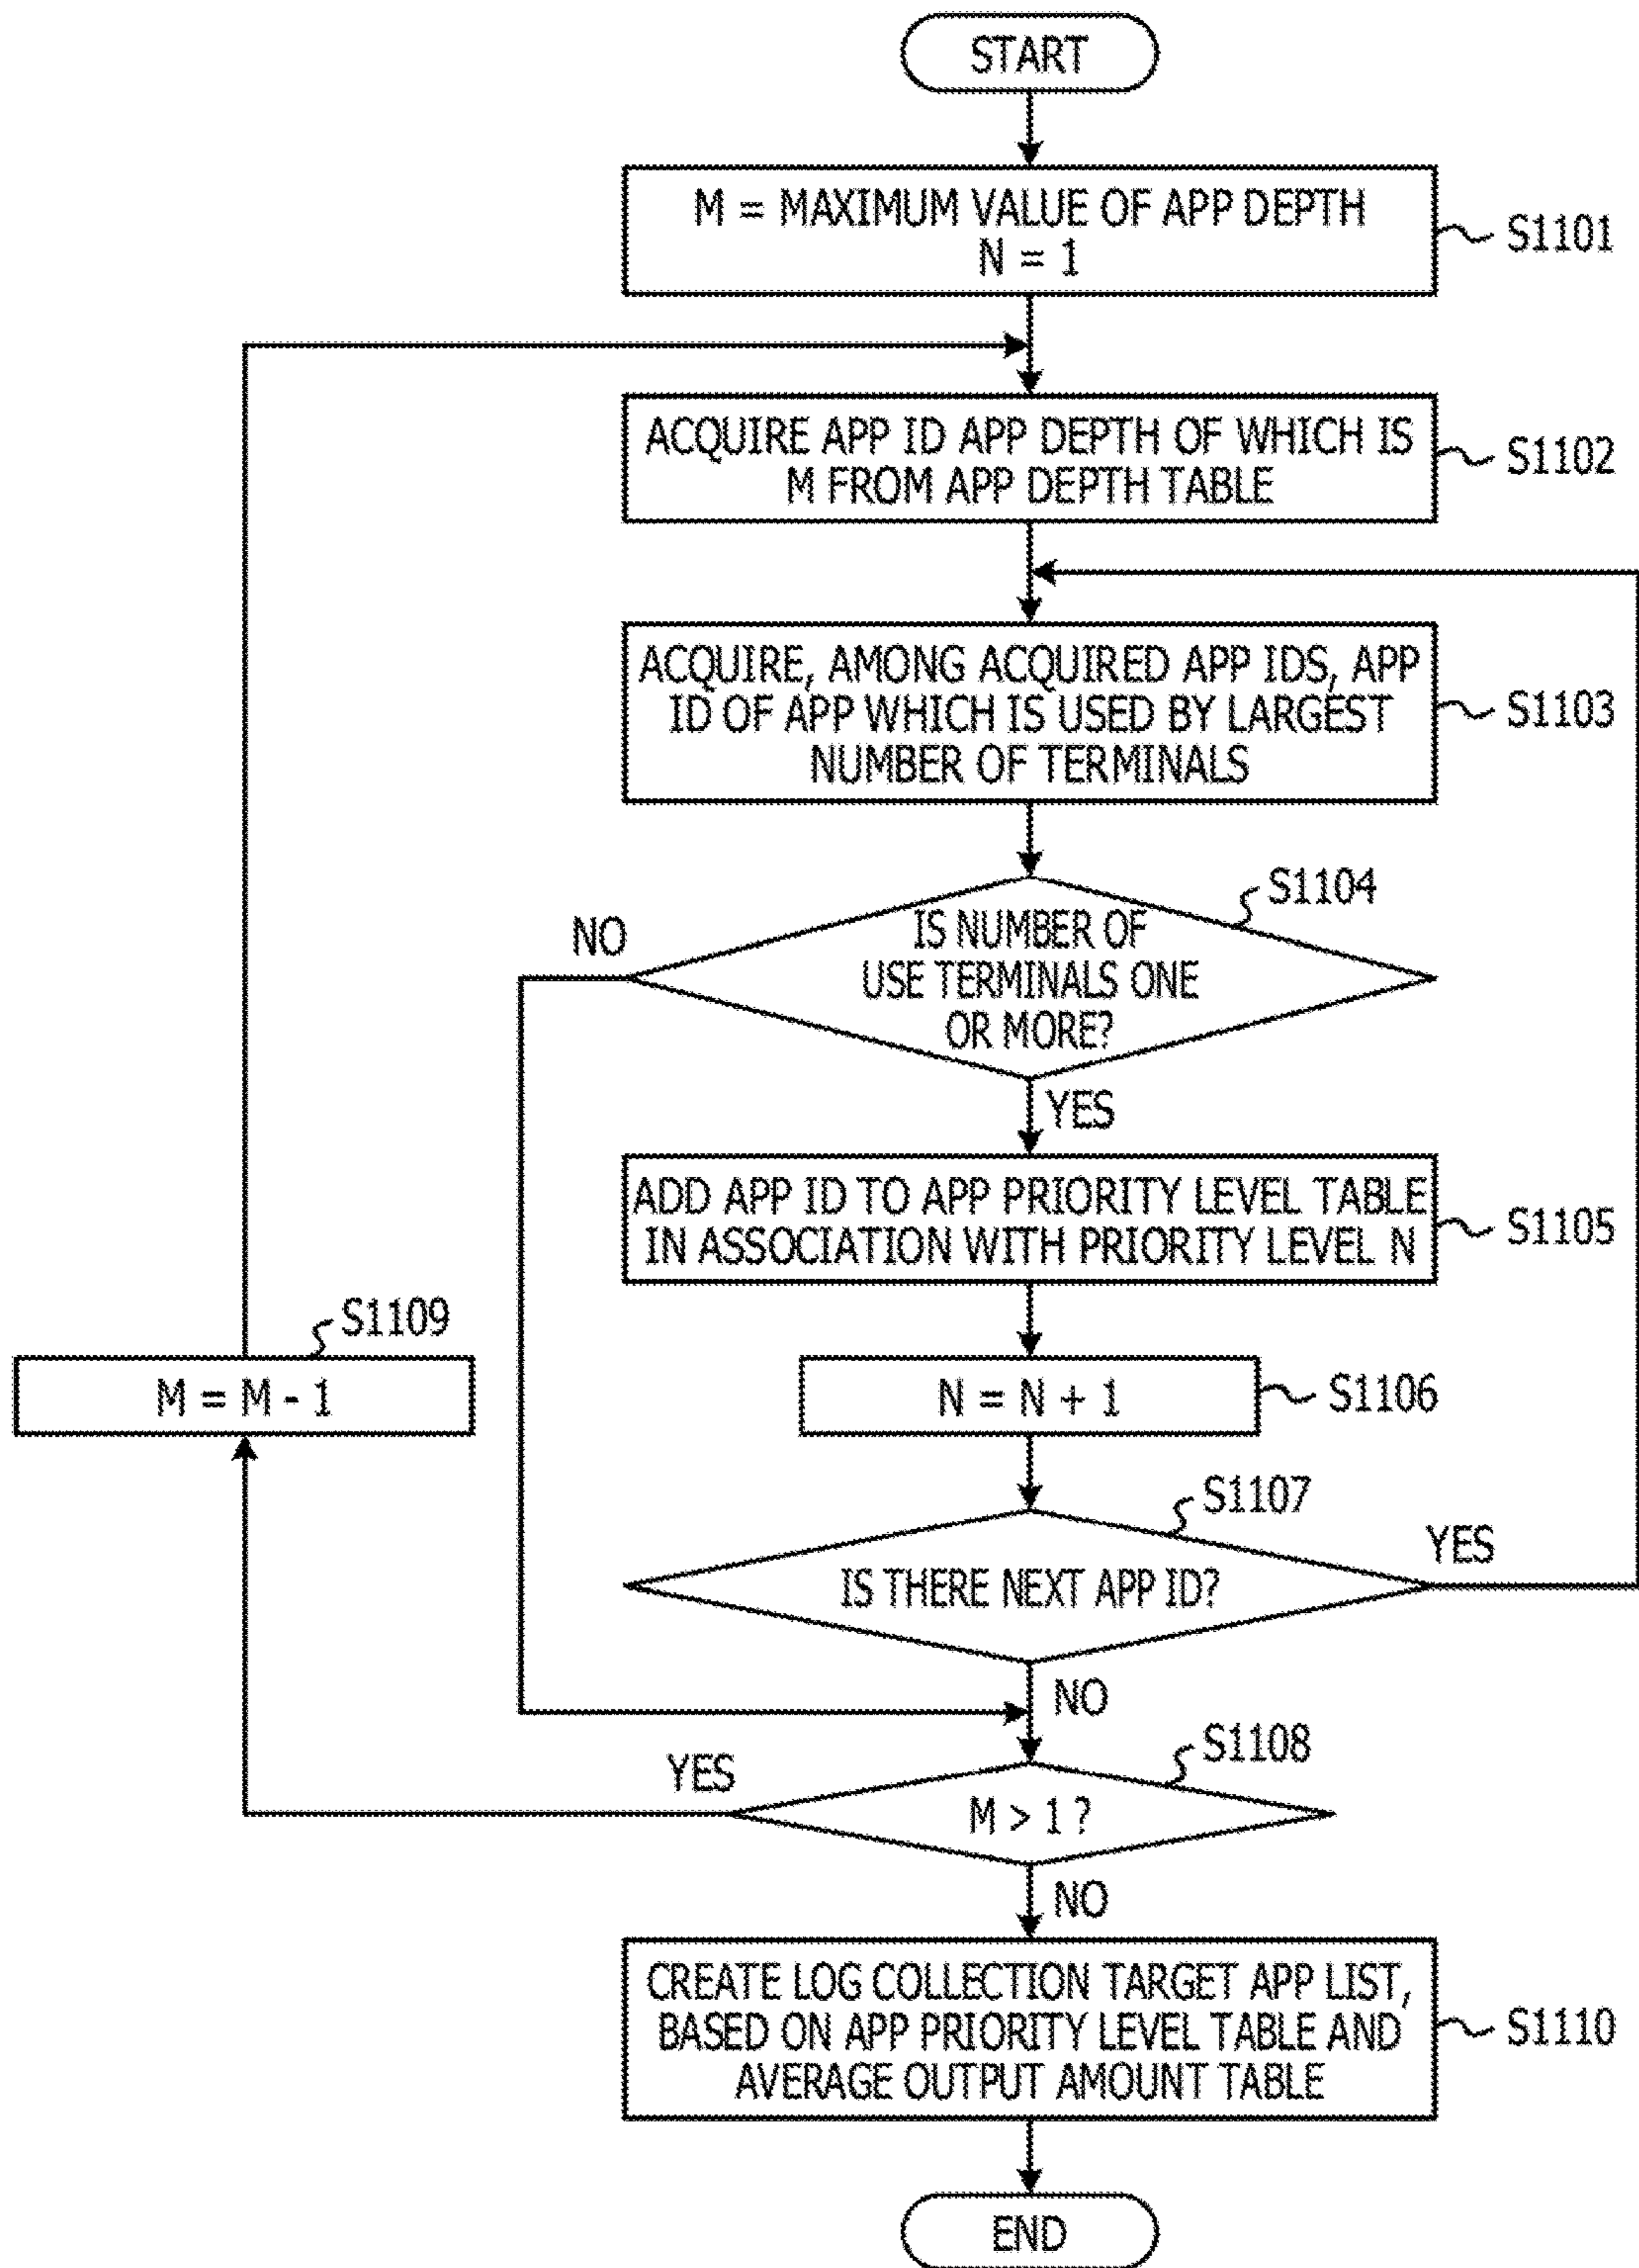 START
M = MAXIMUM VALUE OF APP DEPTH
N = 1
S1101
ACQUIRE APP ID APP DEPTH OF WHICH IS
M FROM APP DEPTH TABLE
S1102
ACQUIRE, AMONG ACQUIRED APP IDS, APP
ID OF APP WHICH IS USED BY LARGEST
NUMBER OF TERMINALS
S1103
S1104
IS NUMBER OF
USE TERMINALS ONE
OR MORE?
NO
YES
ADD APP ID TO APP PRIORITY LEVEL TABLE
IN ASSOCIATION WITH PRIORITY LEVEL N
S1105
S1109
M = M - 1
N = N + 1
S1106
S1107
IS THERE NEXT APP ID?
YES
NO
S1108
YES
M > 1 ?
NO
CREATE LOG COLLECTION TARGET APP LIST,
BASED ON APP PRIORITY LEVEL TABLE AND
AVERAGE OUTPUT AMOUNT TABLE
S1110
END